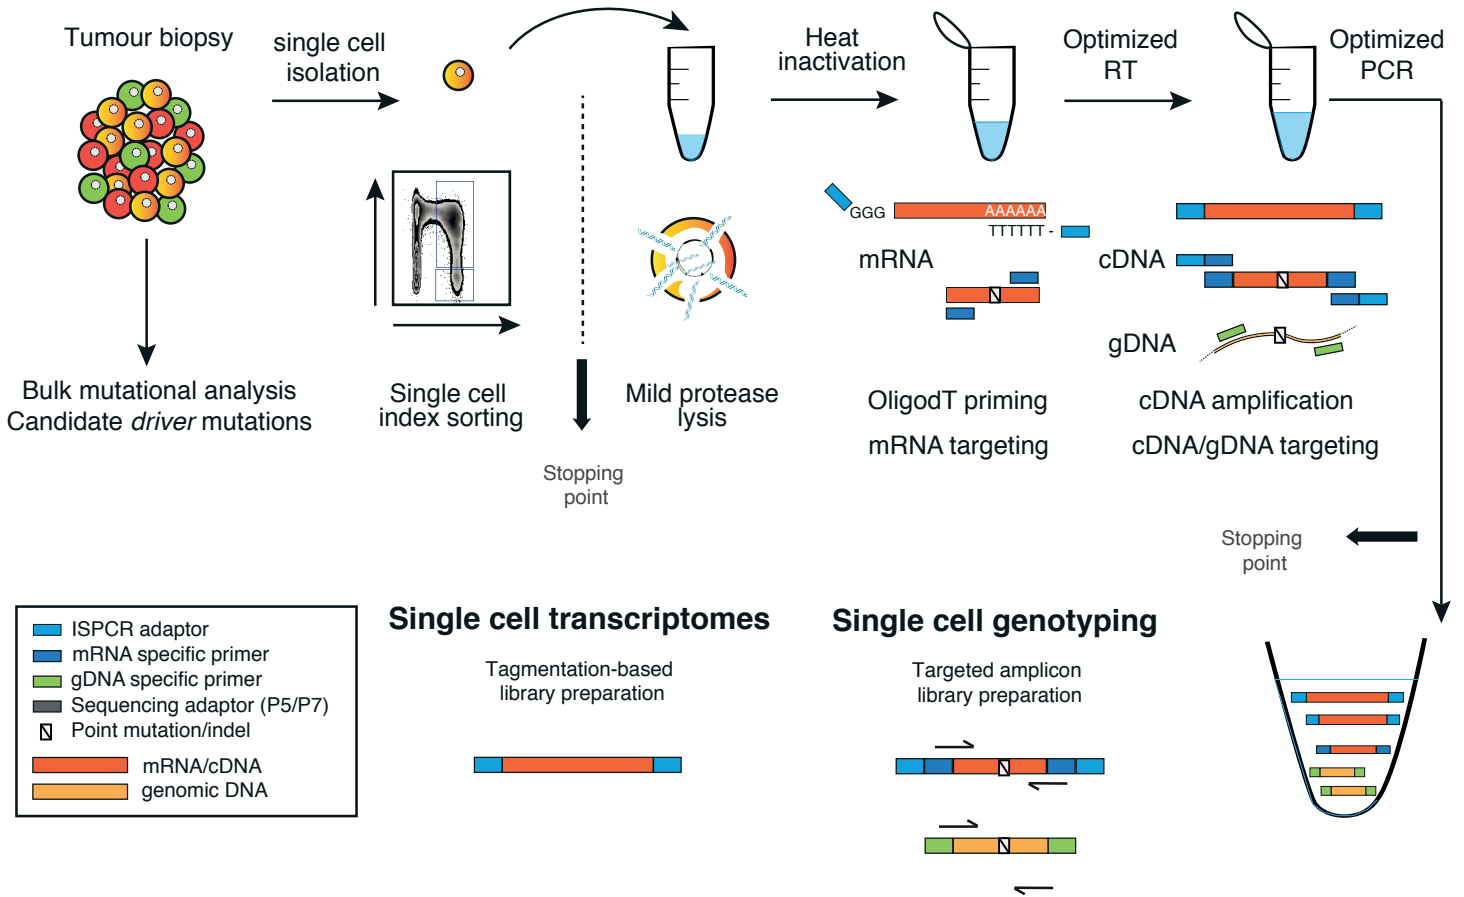 Tumour biopsy
single cell
isolation
Heat
inactivation
Optimized
RT
Optimized
PCR
GGG
AAAAAA
TTTTTT -
mRNA
cDNA
gDNA
Bulk mutational analysis
Candidate driver mutations
Single cell
index sorting
Mild protease
lysis
OligodT priming
mRNA targeting
cDNA amplification
cDNA/gDNA targeting
Stopping
point
Stopping
point
ISPCR adaptor
mRNA specific primer
gDNA specific primer
Sequencing adaptor (P5/P7)
Point mutation/indel
mRNA/cDNA
genomic DNA
Single cell transcriptomes
Tagmentation-based
library preparation
Single cell genotyping
Targeted amplicon
library preparation